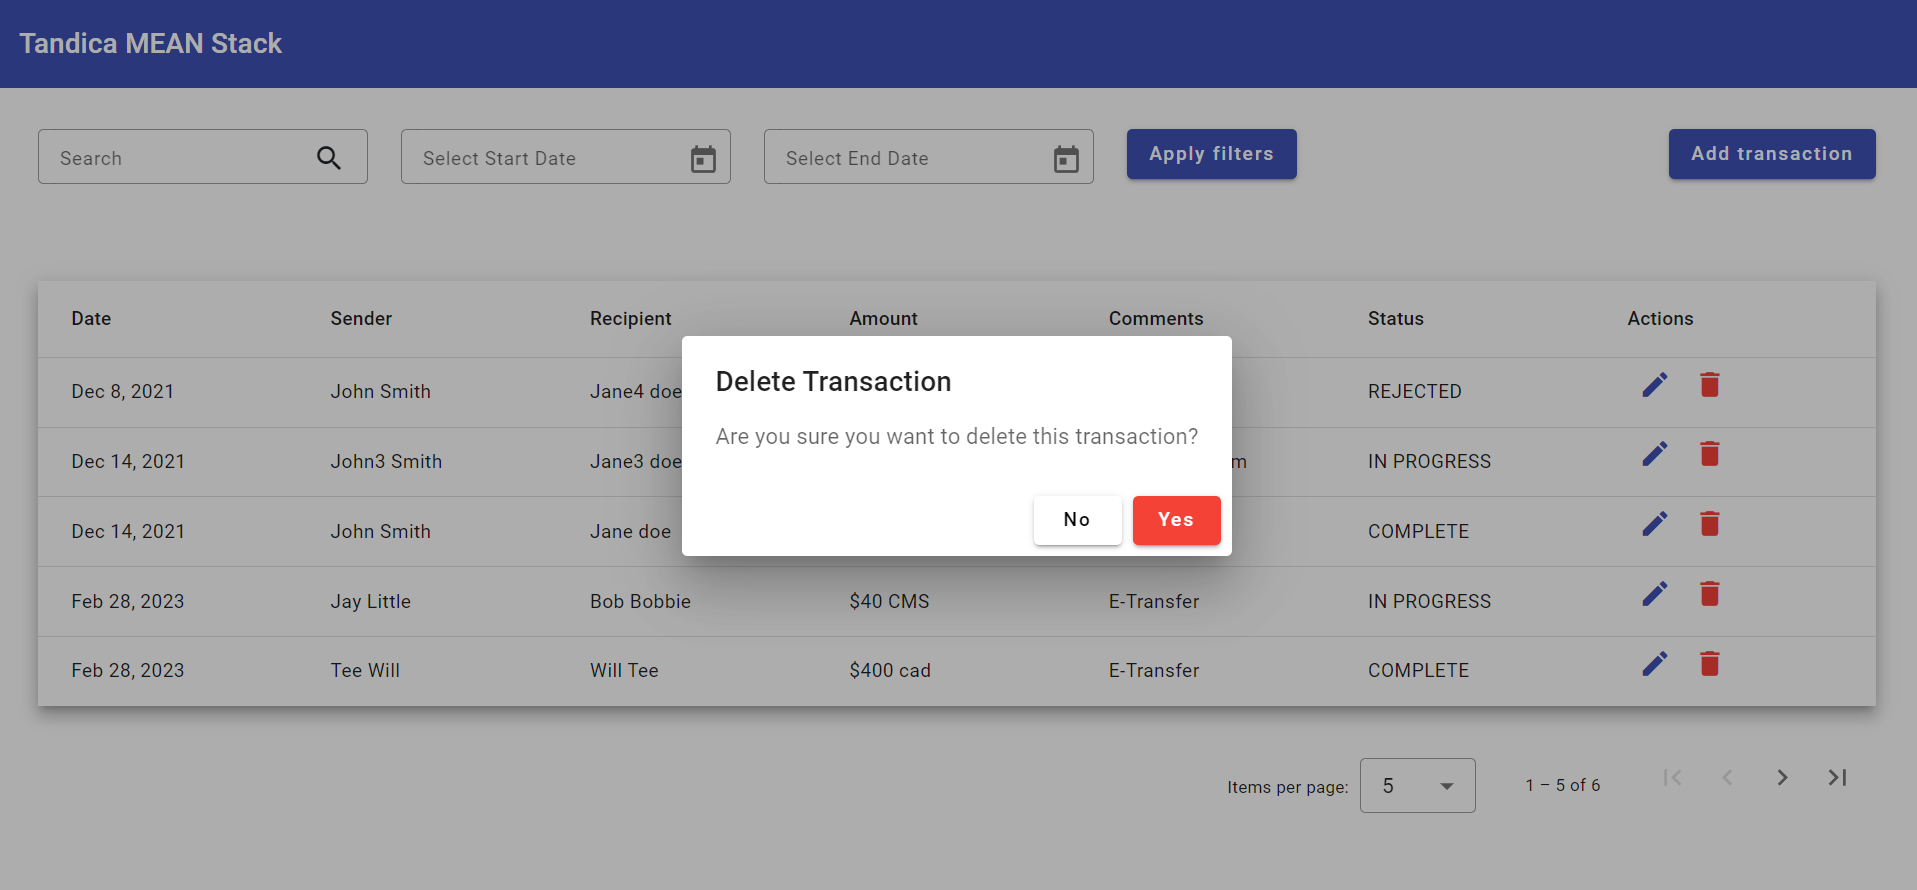 Tandica MEAN Stack
Search Select Start Date Select End Date Apply filters Add transaction
Date Sender Recipient Amount Comments Status Actions
Delete Transaction
Are you sure you want to delete this transaction?
No Yes
Dec 8, 2021 John Smith Jane4 doe REJECTED
Dec 14, 2021 John3 Smith Jane3 doe m IN PROGRESS
Dec 14, 2021 John Smith Jane doe COMPLETE
Feb 28, 2023 Jay Little Bob Bobbie $40 CMS E-Transfer IN PROGRESS
Feb 28, 2023 Tee Will Will Tee $400 cad E-Transfer COMPLETE
Items per page: 5 1 – 5 of 6